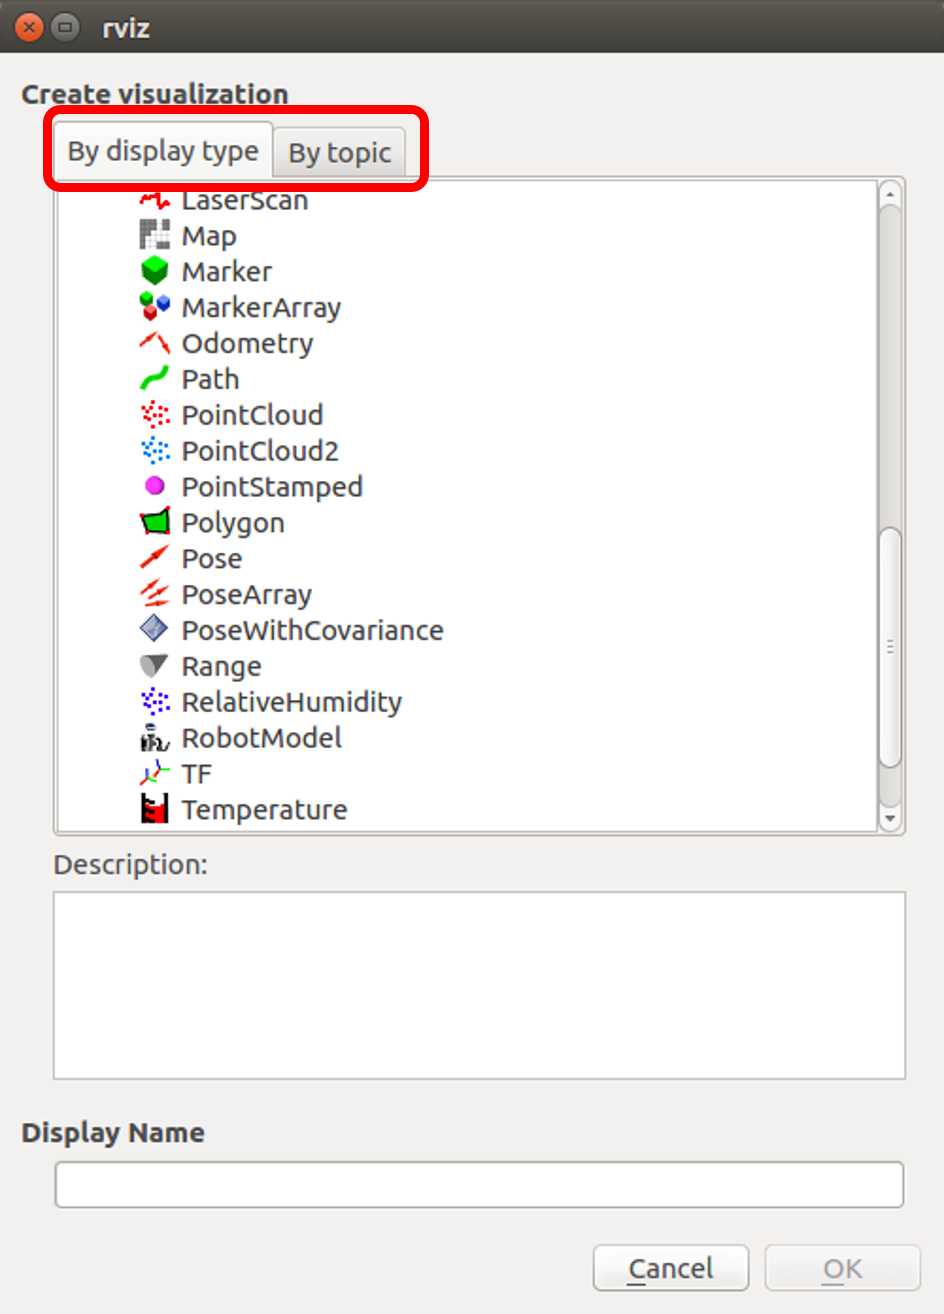 rviz
Create visualization
By display type By topic
LaserScan
Map
Marker
MarkerArray
Odometry
Path
PointCloud
PointCloud2
PointStamped
Polygon
Pose
PoseArray
PoseWithCovariance
Range
RelativeHumidity
RobotModel
TF
Temperature
Description:
Display Name
Cancel OK